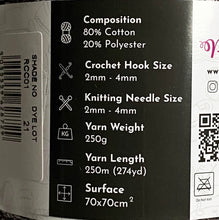 Composition
80% Cotton
20% Polyester
Crochet Hook Size
2mm - 4mm
Knitting Needle Size
2mm - 4mm
Yarn Weight
250g
KG
Yarn Length
250m (274yd)
Surface
70x70cm²
SHADE NO DYE LOT
RCC01 21